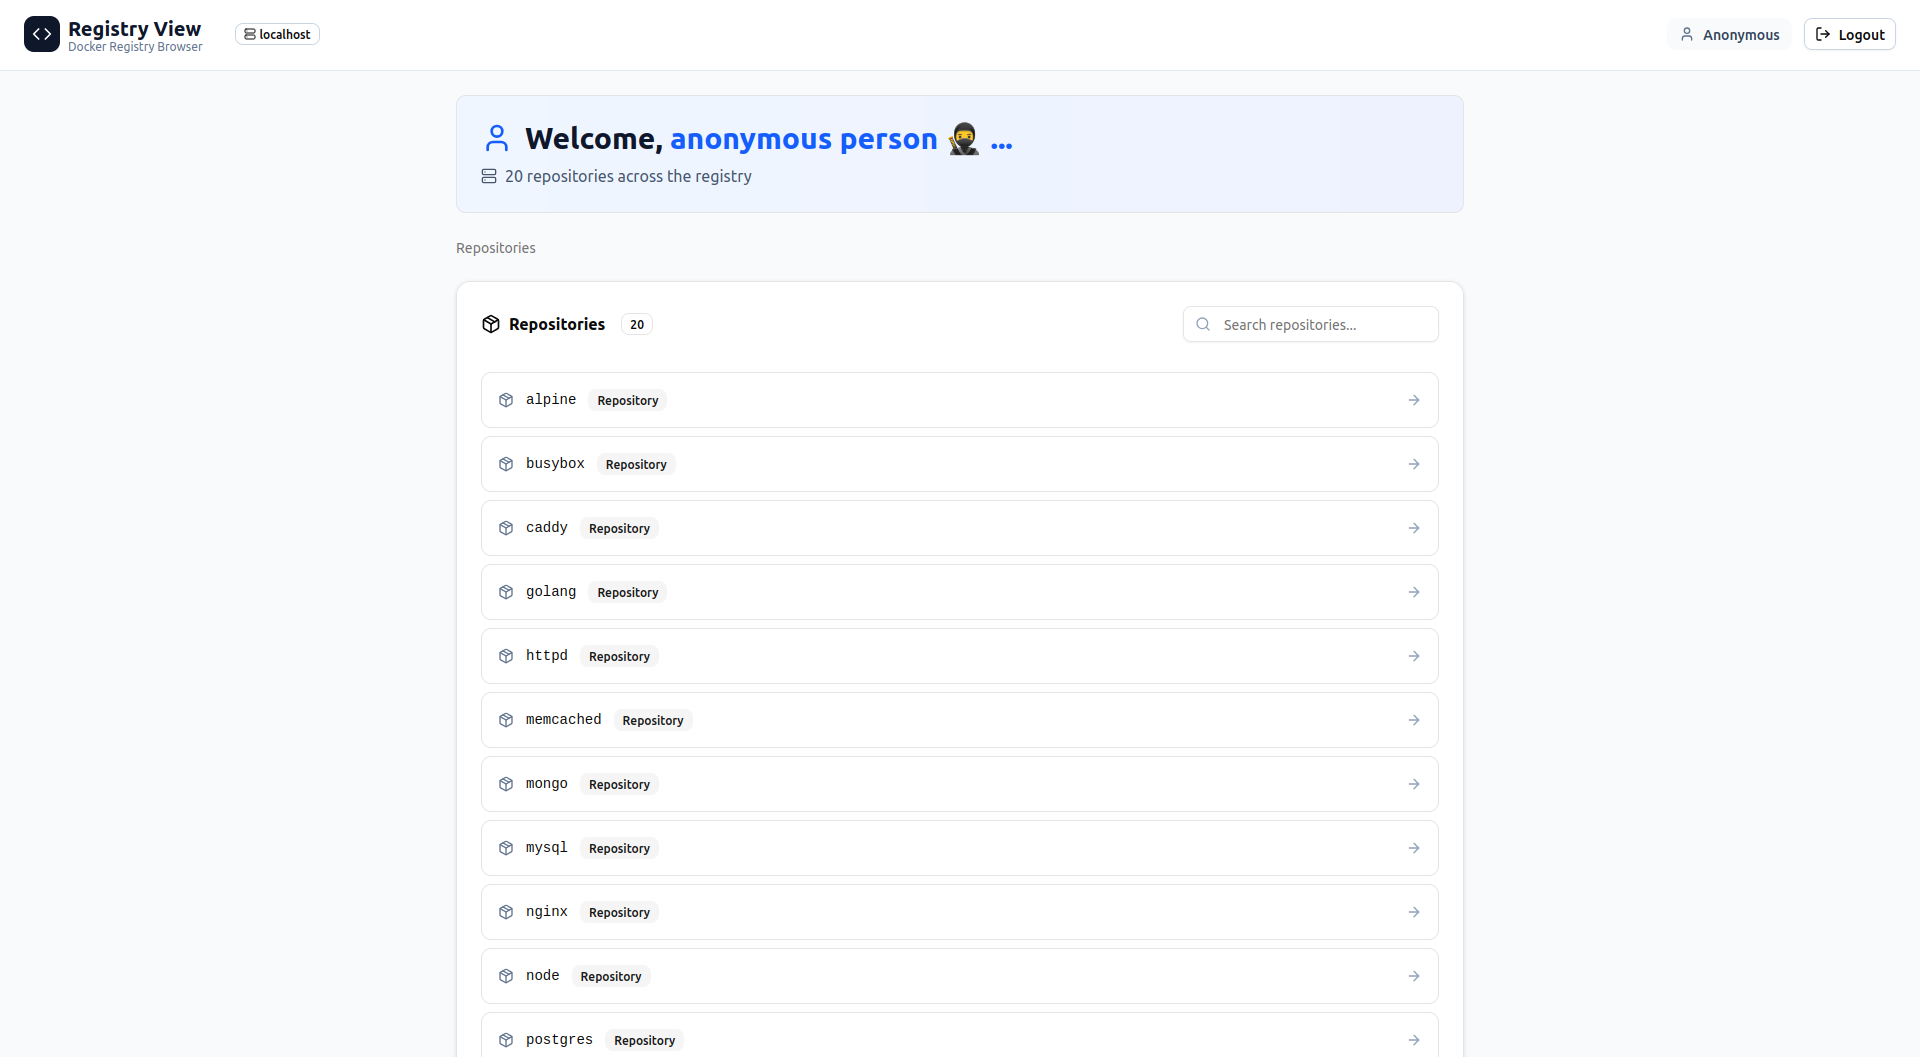 Registry View
Docker Registry Browser
localhost
Anonymous
Logout
Welcome, anonymous person 🥷 ...
20 repositories across the registry
Repositories
Repositories 20
Search repositories...
alpine Repository
busybox Repository
caddy Repository
golang Repository
httpd Repository
memcached Repository
mongo Repository
mysql Repository
nginx Repository
node Repository
postgres Repository